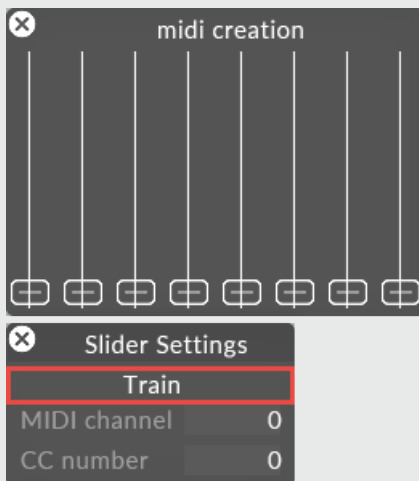 midi creation
Slider Settings
Train
MIDI channel 0
CC number 0